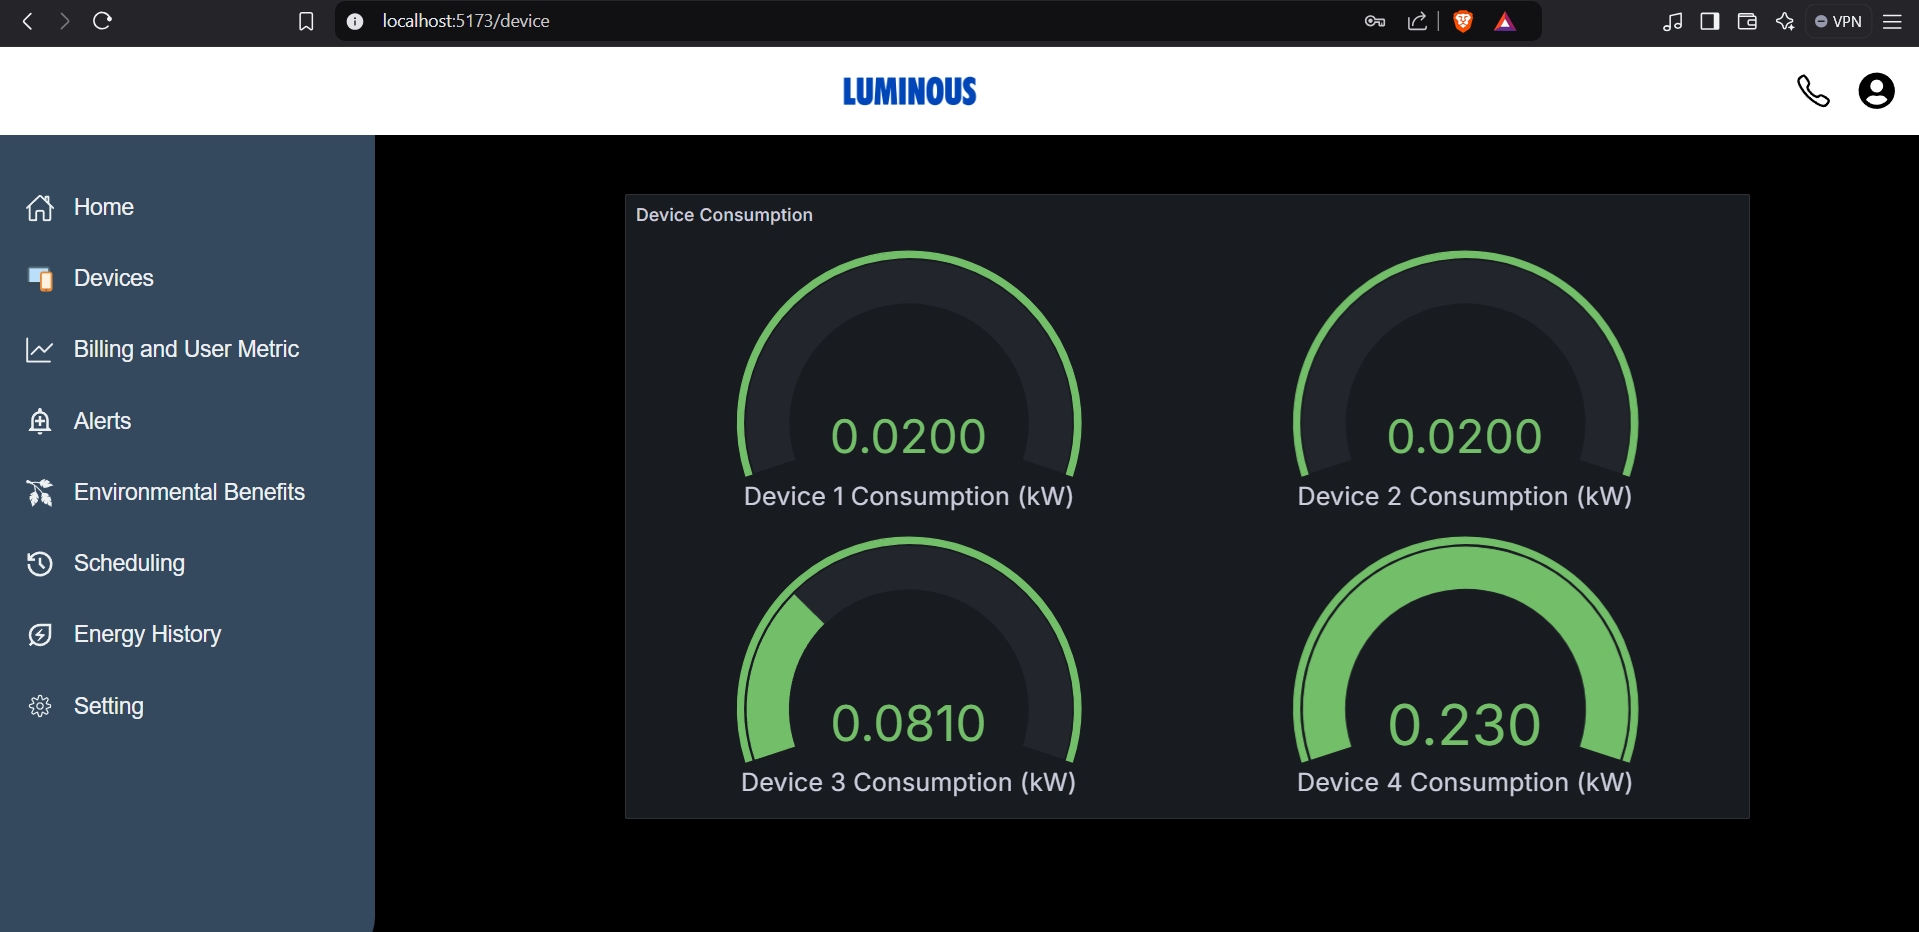 localhost:5173/device
VPN
LUMINOUS
Home
Devices
Billing and User Metric
Alerts
Environmental Benefits
Scheduling
Energy History
Setting
Device Consumption
0.0200
Device 1 Consumption (kW)
0.0200
Device 2 Consumption (kW)
0.0810
Device 3 Consumption (kW)
0.230
Device 4 Consumption (kW)